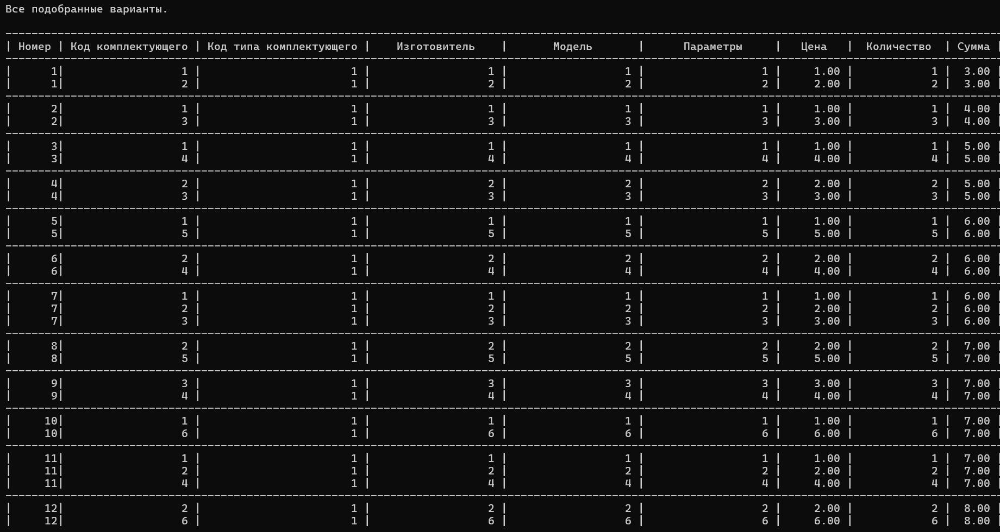 Все подобранные варианты.
| Номер | Код комплектующего | Код типа комплектующего | Изготовитель | Модель | Параметры | Цена | Количество | Сумма |
| 1| 1 | 1 | 1 | 1 | 1 | 1.00 | 1 | 3.00 |
| 1| 2 | 1 | 2 | 2 | 2 | 2.00 | 2 | 3.00 |
| 2| 1 | 1 | 1 | 1 | 1 | 1.00 | 1 | 4.00 |
| 2| 3 | 1 | 3 | 3 | 3 | 3.00 | 3 | 4.00 |
| 3| 1 | 1 | 1 | 1 | 1 | 1.00 | 1 | 5.00 |
| 3| 4 | 1 | 4 | 4 | 4 | 4.00 | 4 | 5.00 |
| 4| 2 | 1 | 2 | 2 | 2 | 2.00 | 2 | 5.00 |
| 4| 3 | 1 | 3 | 3 | 3 | 3.00 | 3 | 5.00 |
| 5| 1 | 1 | 1 | 1 | 1 | 1.00 | 1 | 6.00 |
| 5| 5 | 1 | 5 | 5 | 5 | 5.00 | 5 | 6.00 |
| 6| 2 | 1 | 2 | 2 | 2 | 2.00 | 2 | 6.00 |
| 6| 4 | 1 | 4 | 4 | 4 | 4.00 | 4 | 6.00 |
| 7| 1 | 1 | 1 | 1 | 1 | 1.00 | 1 | 6.00 |
| 7| 2 | 1 | 2 | 2 | 2 | 2.00 | 2 | 6.00 |
| 7| 3 | 1 | 3 | 3 | 3 | 3.00 | 3 | 6.00 |
| 8| 2 | 1 | 2 | 2 | 2 | 2.00 | 2 | 7.00 |
| 8| 5 | 1 | 5 | 5 | 5 | 5.00 | 5 | 7.00 |
| 9| 3 | 1 | 3 | 3 | 3 | 3.00 | 3 | 7.00 |
| 9| 4 | 1 | 4 | 4 | 4 | 4.00 | 4 | 7.00 |
| 10| 1 | 1 | 1 | 1 | 1 | 1.00 | 1 | 7.00 |
| 10| 6 | 1 | 6 | 6 | 6 | 6.00 | 6 | 7.00 |
| 11| 1 | 1 | 1 | 1 | 1 | 1.00 | 1 | 7.00 |
| 11| 2 | 1 | 2 | 2 | 2 | 2.00 | 2 | 7.00 |
| 11| 4 | 1 | 4 | 4 | 4 | 4.00 | 4 | 7.00 |
| 12| 2 | 1 | 2 | 2 | 2 | 2.00 | 2 | 8.00 |
| 12| 6 | 1 | 6 | 6 | 6 | 6.00 | 6 | 8.00 |